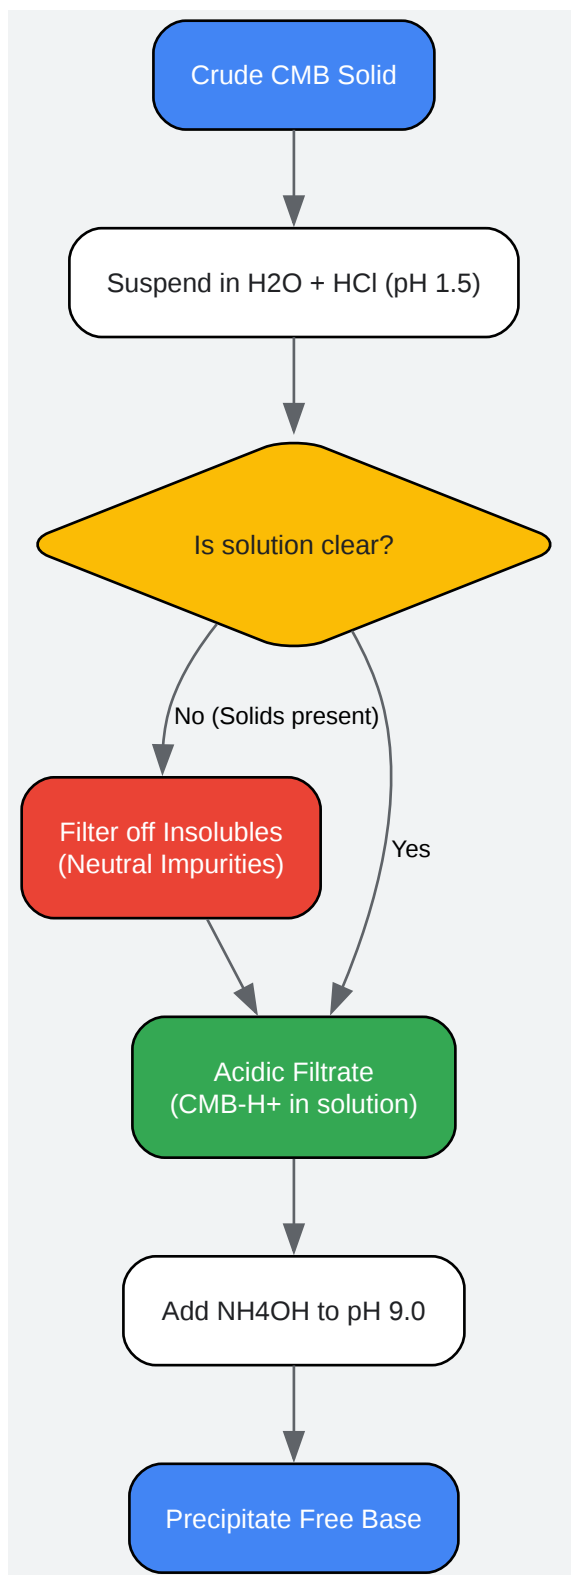 Crude CMB Solid
Suspend in H2O + HCl (pH 1.5)
Is solution clear?
No (Solids present)
Filter off Insolubles
(Neutral Impurities)
Yes
Acidic Filtrate
(CMB-H+ in solution)
Add NH4OH to pH 9.0
Precipitate Free Base